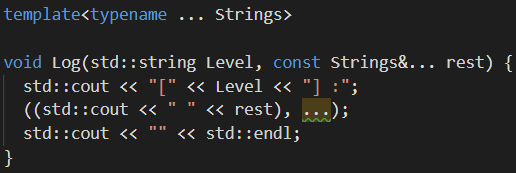 template<typename ... Strings>
void Log(std::string Level, const Strings&... rest) {
std::cout << "[" << Level << "] :";
((std::cout << " " << rest), ...);
std::cout << "" << std::endl;
}